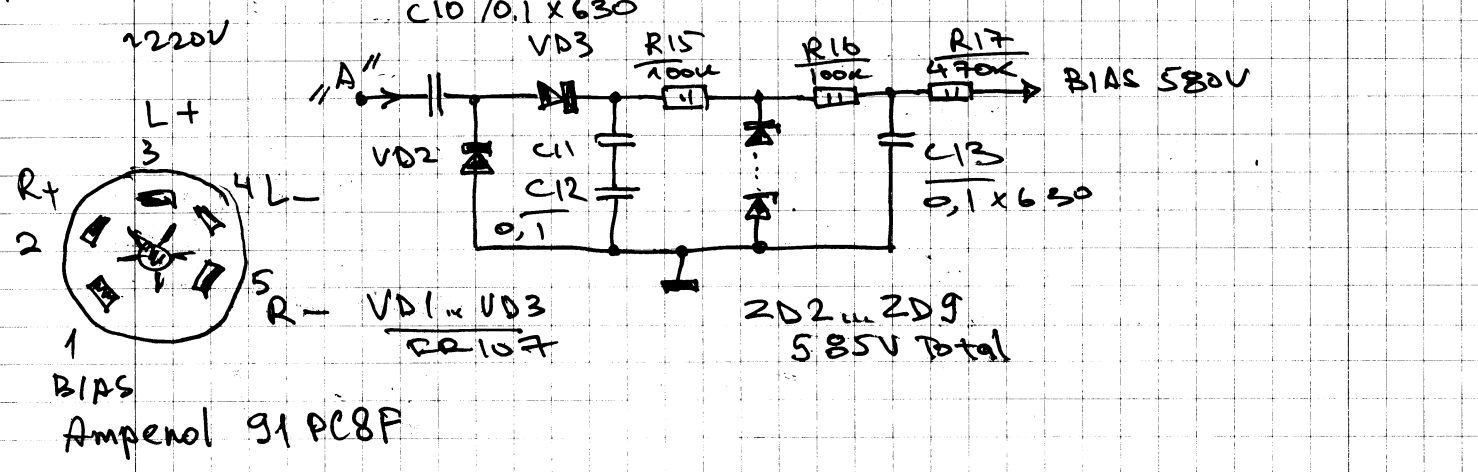 C10 /0.1 x 630
~220V
VD3
R15
100k
R16
100k
R17
470k
"A"
BIAS 580V
L+
3
VD2
C11
C12
0,1
C13
0,1 x 630
R+
4 L-
2
5
R-
1
VD1 .. VD3
FR107
ZD2 ... ZD9
585V Total
BIAS
Ampenol 91 PC8F